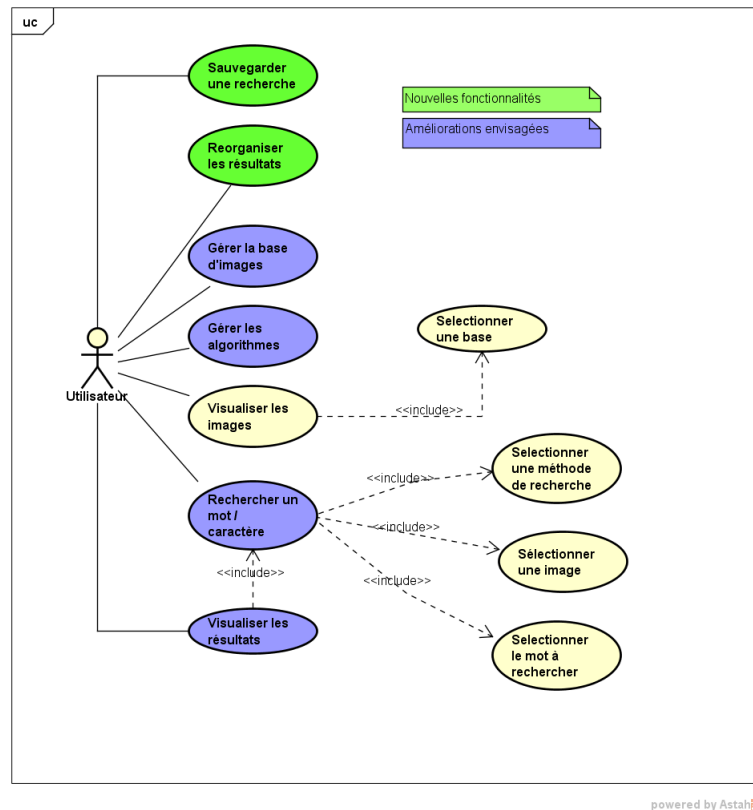 uc
Sauvegarder
une recherche
Nouvelles fonctionnalités
Améliorations envisagées
Reorganiser
les résultats
Gérer la base
d'images
Gérer les
algorithmes
Selectionner
une base
Utilisateur
Visualiser les
images
<<include>>
Rechercher un
mot /
caractère
<<include>>
Selectionner
une méthode
de recherche
<<include>>
Sélectionner
une image
<<include>>
<<include>>
Visualiser les
résultats
Selectionner
le mot à
rechercher
powered by Astah